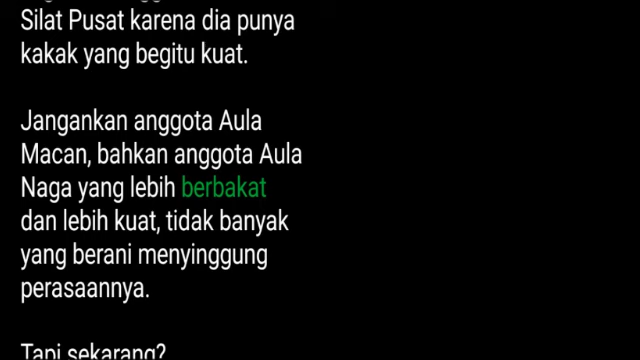 Silat Pusat karena dia punya
kakak yang begitu kuat.
Jangankan anggota Aula
Macan, bahkan anggota Aula
Naga yang lebih berbakat
dan lebih kuat, tidak banyak
yang berani menyinggung
perasaannya.
Tapi sekarang?